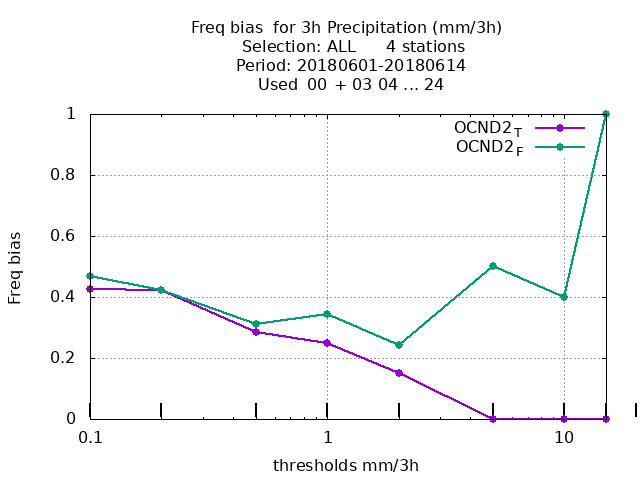 Freq bias  for 3h Precipitation (mm/3h)
Selection: ALL      4 stations
Period: 20180601-20180614
Used  00  + 03 04 ... 24
OCND2T
OCND2F
1
0.8
0.6
0.4
0.2
0
Freq bias
0.1
1
10
thresholds mm/3h